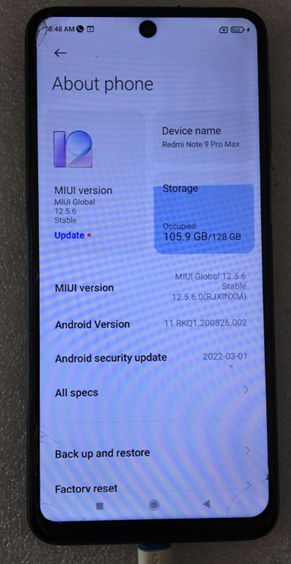 10:48 AM
About phone
12
Device name
Redmi Note 9 Pro Max
MIUI version
MIUI Global
12.5.6
Stable
Update
Storage
Occupied
105.9 GB/128 GB
MIUI version
MIUI Global 12.5.6
Stable
12.5.6.0(RJXINXM)
Android Version
11 RKQ1.200826.002
Android security update
2022-03-01
All specs
Back up and restore
Factory reset